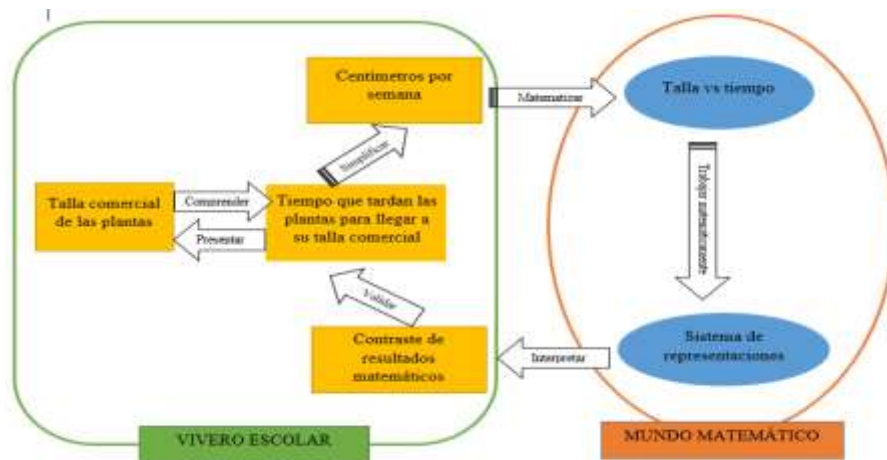 Centímetros por
semana
Matematizar
Talla vs tiempo
Simplificar
Talla comercial
de las plantas
Comprender
Presentar
Tiempo que tardan las
plantas para llegar a
su talla comercial
Trabajar matemáticamente
Validar
Contraste de
resultados
matemáticos
Interpretar
Sistema de
representaciones
VIVERO ESCOLAR
MUNDO MATEMÁTICO